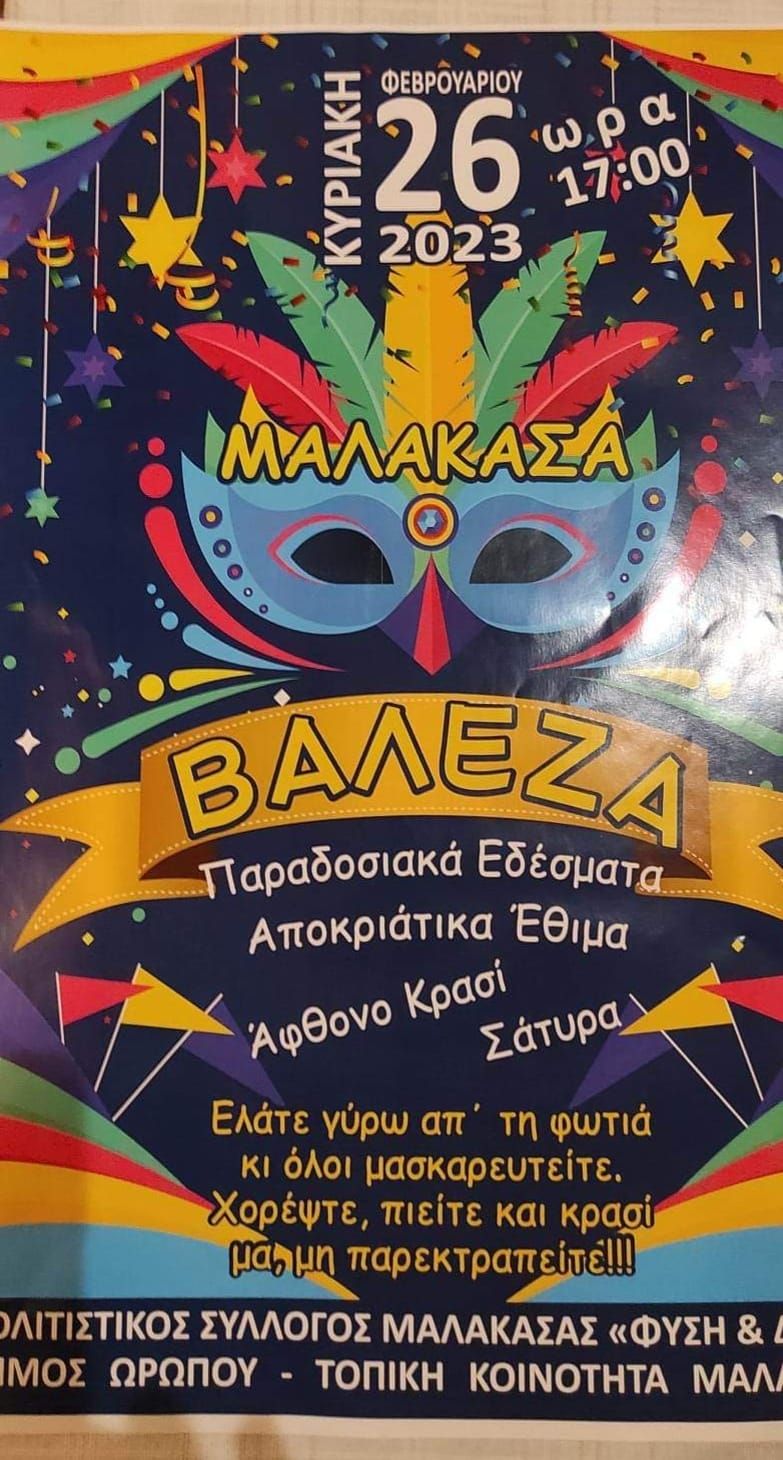 ΚΥΡΙΑΚΗ
ΦΕΒΡΟΥΑΡΙΟΥ
26
2023
ωρα
17:00
ΜΑΛΑΚΑΣΑ
ΒΑΛΕΖΑ
Παραδοσιακά Εδέσματα
Αποκριάτικα Έθιμα
Άφθονο Κρασί
Σάτυρα
Ελάτε γύρω απ΄ τη φωτιά
κι όλοι μασκαρευτείτε.
Χορέψτε, πιείτε και κρασί
μα, μη παρεκτραπείτε!!!
ΟΛΙΤΙΣΤΙΚΟΣ ΣΥΛΛΟΓΟΣ ΜΑΛΑΚΑΣΑΣ «ΦΥΣΗ &
ΜΟΣ ΩΡΩΠΟΥ - ΤΟΠΙΚΗ ΚΟΙΝΟΤΗΤΑ ΜΑΛΑ